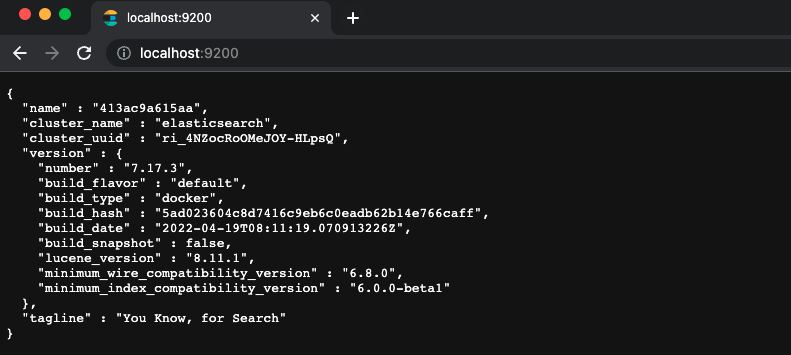 localhost:9200
localhost:9200
{
  "name" : "413ac9a615aa",
  "cluster_name" : "elasticsearch",
  "cluster_uuid" : "ri_4NZocRoOMeJOY-HLpsQ",
  "version" : {
    "number" : "7.17.3",
    "build_flavor" : "default",
    "build_type" : "docker",
    "build_hash" : "5ad023604c8d7416c9eb6c0eadb62b14e766caff",
    "build_date" : "2022-04-19T08:11:19.070913226Z",
    "build_snapshot" : false,
    "lucene_version" : "8.11.1",
    "minimum_wire_compatibility_version" : "6.8.0",
    "minimum_index_compatibility_version" : "6.0.0-beta1"
  },
  "tagline" : "You Know, for Search"
}